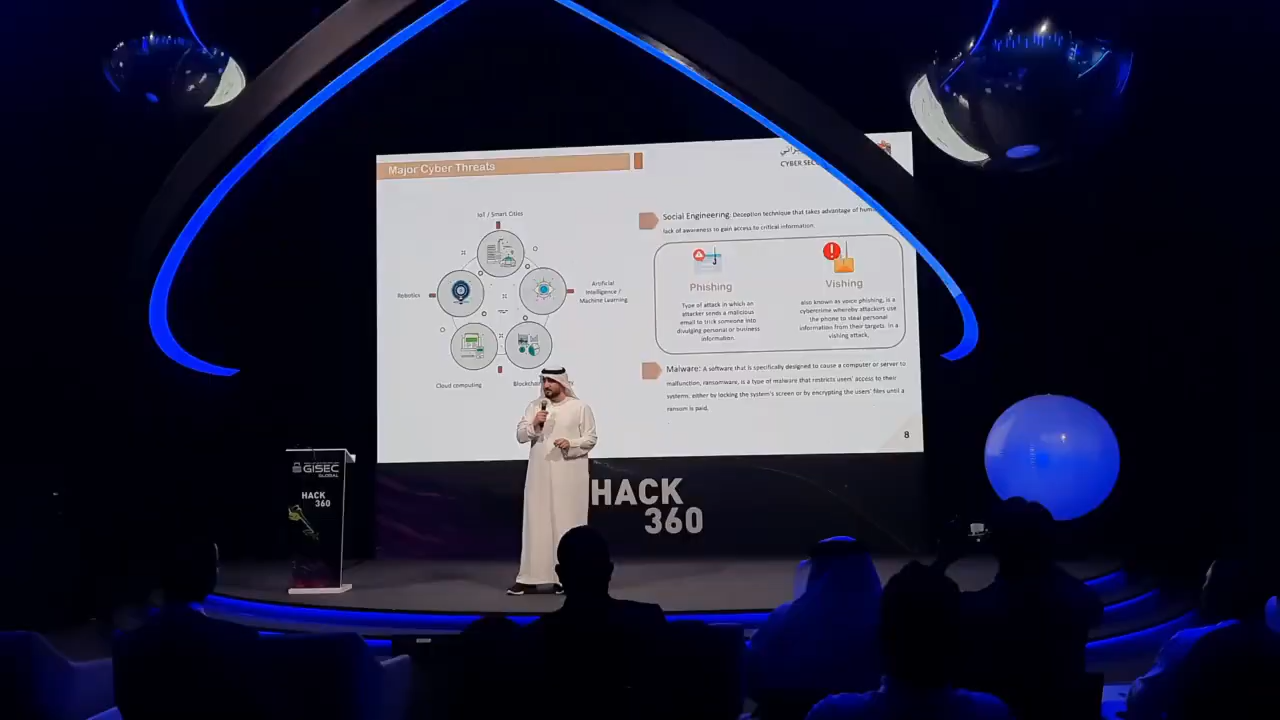 Major Cyber Threats
CYBER SEC
IoT / Smart Cities
Robotics
Artificial
Intelligence /
Machine Learning
Cloud computing
Blockchain
Social Engineering: Deception technique that takes advantage of human
lack of awareness to gain access to critical information
Phishing
Type of attack in which an
attacker sends a malicious
email to trick someone into
divulging personal or business
information.
Vishing
also known as voice phishing, is a
cybercrime whereby attackers use
the phone to steal personal
information from their targets. In a
vishing attack,
Malware: A software that is specifically designed to cause a computer or server to
malfunction, ransomware, is a type of malware that restricts users' access to their
systems, either by locking the system's screen or by encrypting the users' files until a
ransom is paid.
8
GISEC
GLOBAL
HACK
360
HACK
360